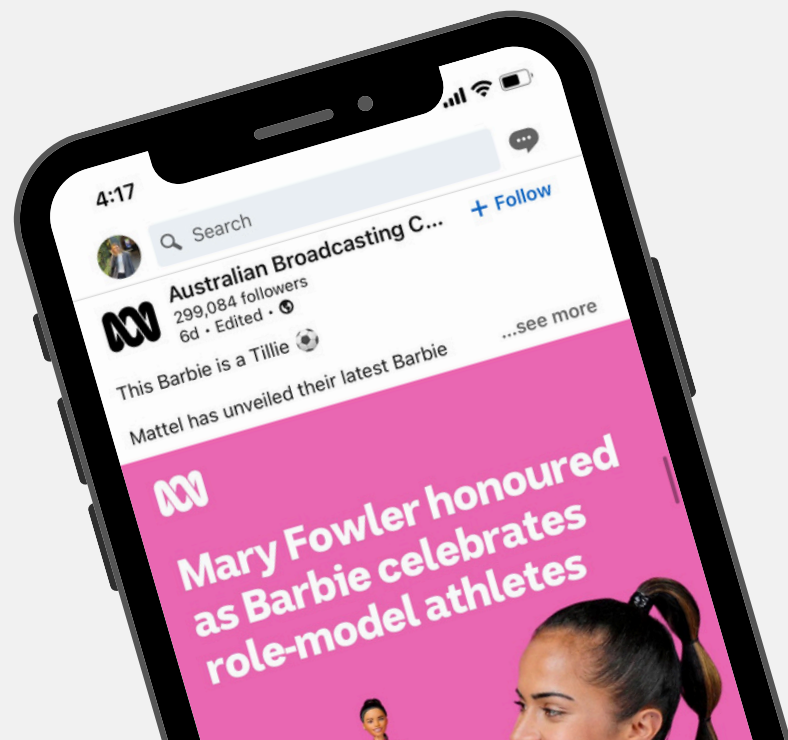 4:17
Search
Australian Broadcasting C...
+ Follow
299,084 followers
6d • Edited •
This Barbie is a Tillie ⚽
Mattel has unveiled their latest Barbie
...see more
Mary Fowler honoured
as Barbie celebrates
role-model athletes